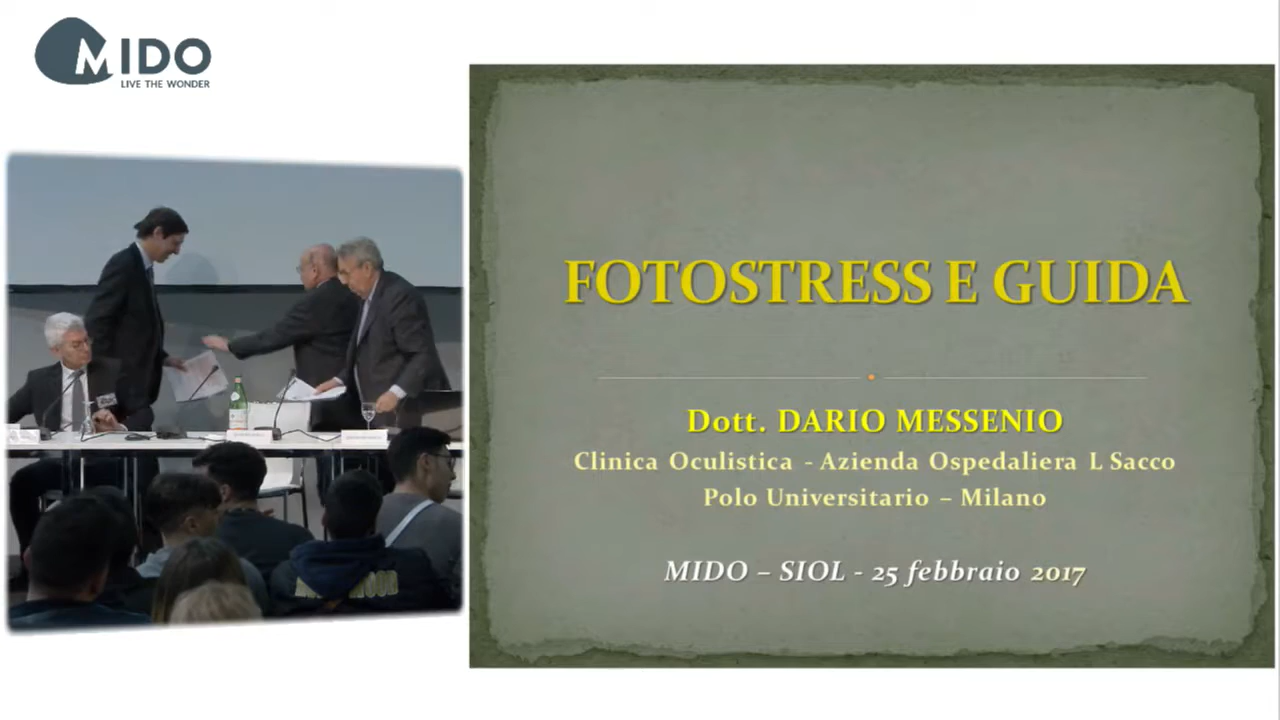 MIDO
LIVE THE WONDER
FOTOSTRESS E GUIDA
Dott. DARIO MESSENIO
Clinica Oculistica - Azienda Ospedaliera L Sacco
Polo Universitario – Milano
MIDO – SIOL - 25 febbraio 2017